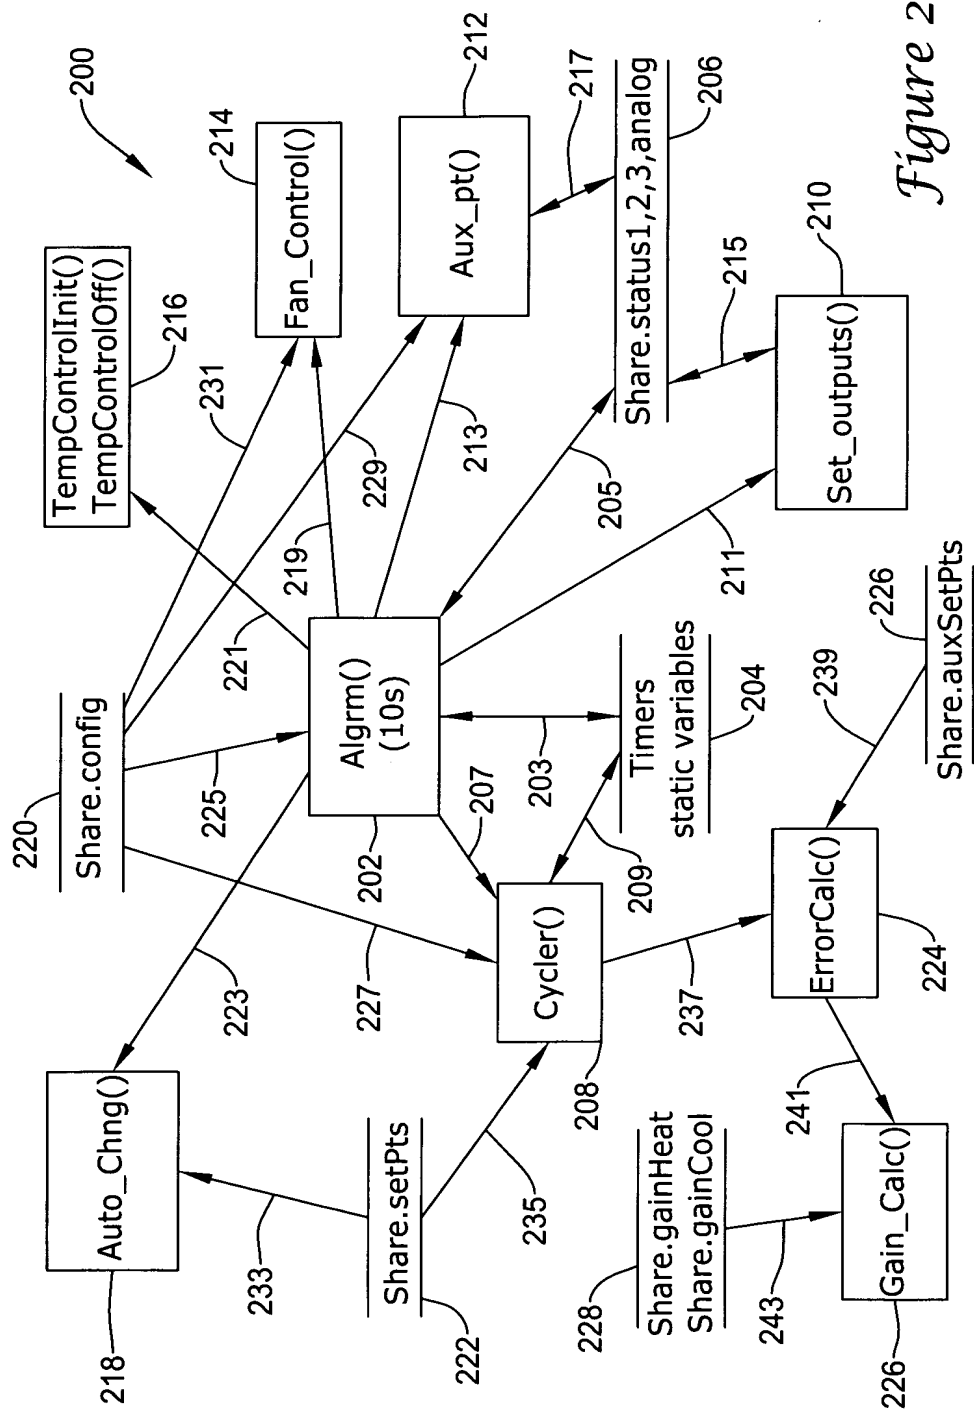 200
220
Share.config
TempControlInit()
TempControlOff()
216
218
Auto_Chng()
223
225
221
231
214
Fan_Control()
233
227
202
Algrm()
(10s)
219
229
213
212
Aux_pt()
222
Share.setPts
235
207
203
205
217
Share.status1,2,3,analog
206
208
Cycler()
209
Timers
static variables
204
211
215
228
Share.gainHeat
Share.gainCool
237
239
210
Set_outputs()
243
241
ErrorCalc()
224
226
Share.auxSetPts
226
Gain_Calc()
Figure 2